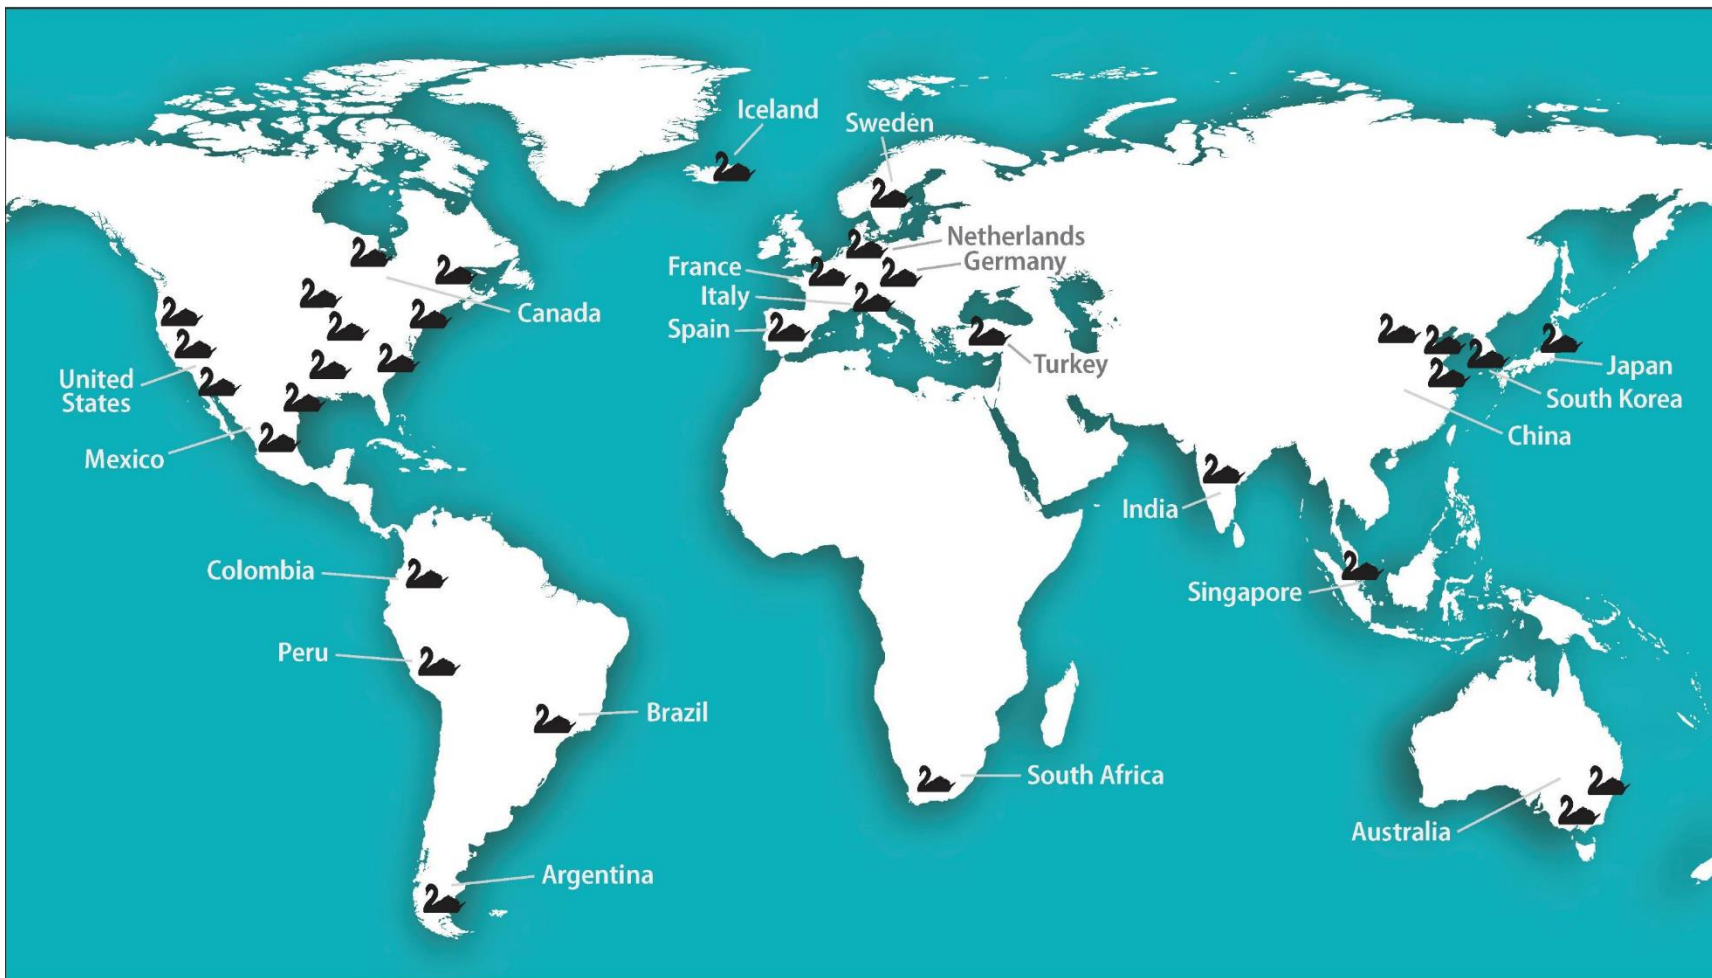 Iceland
Sweden
Netherlands
Germany
France
Italy
Spain
Turkey
Canada
United
States
Mexico
Japan
South Korea
China
India
Singapore
Colombia
Peru
Brazil
South Africa
Australia
Argentina